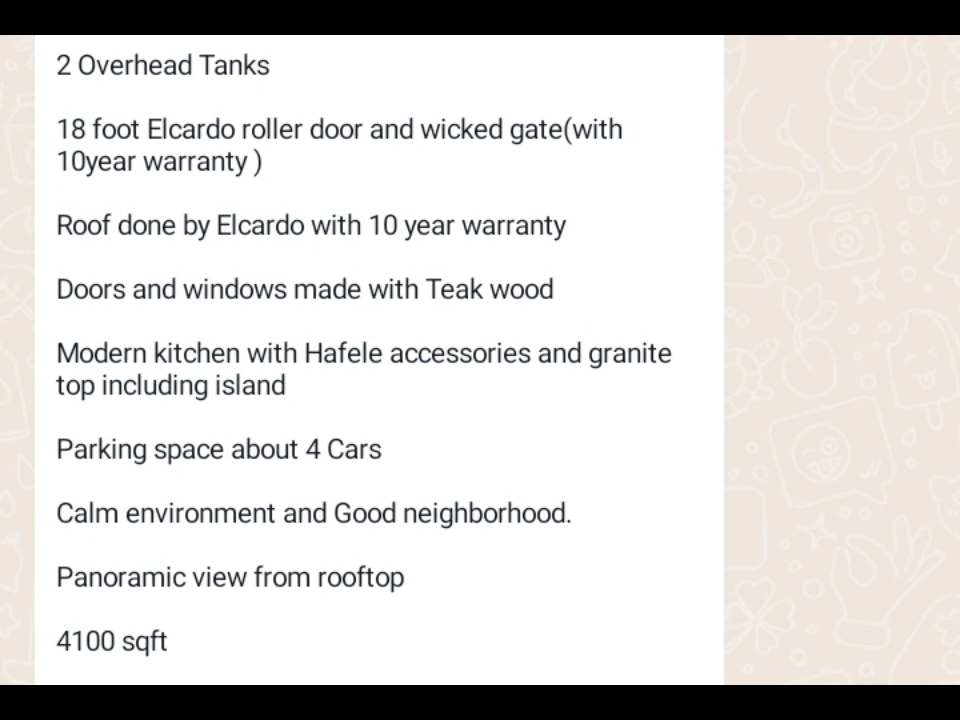 2 Overhead Tanks
18 foot Elcardo roller door and wicked gate(with
10year warranty )
Roof done by Elcardo with 10 year warranty
Doors and windows made with Teak wood
Modern kitchen with Hafele accessories and granite
top including island
Parking space about 4 Cars
Calm environment and Good neighborhood.
Panoramic view from rooftop
4100 sqft